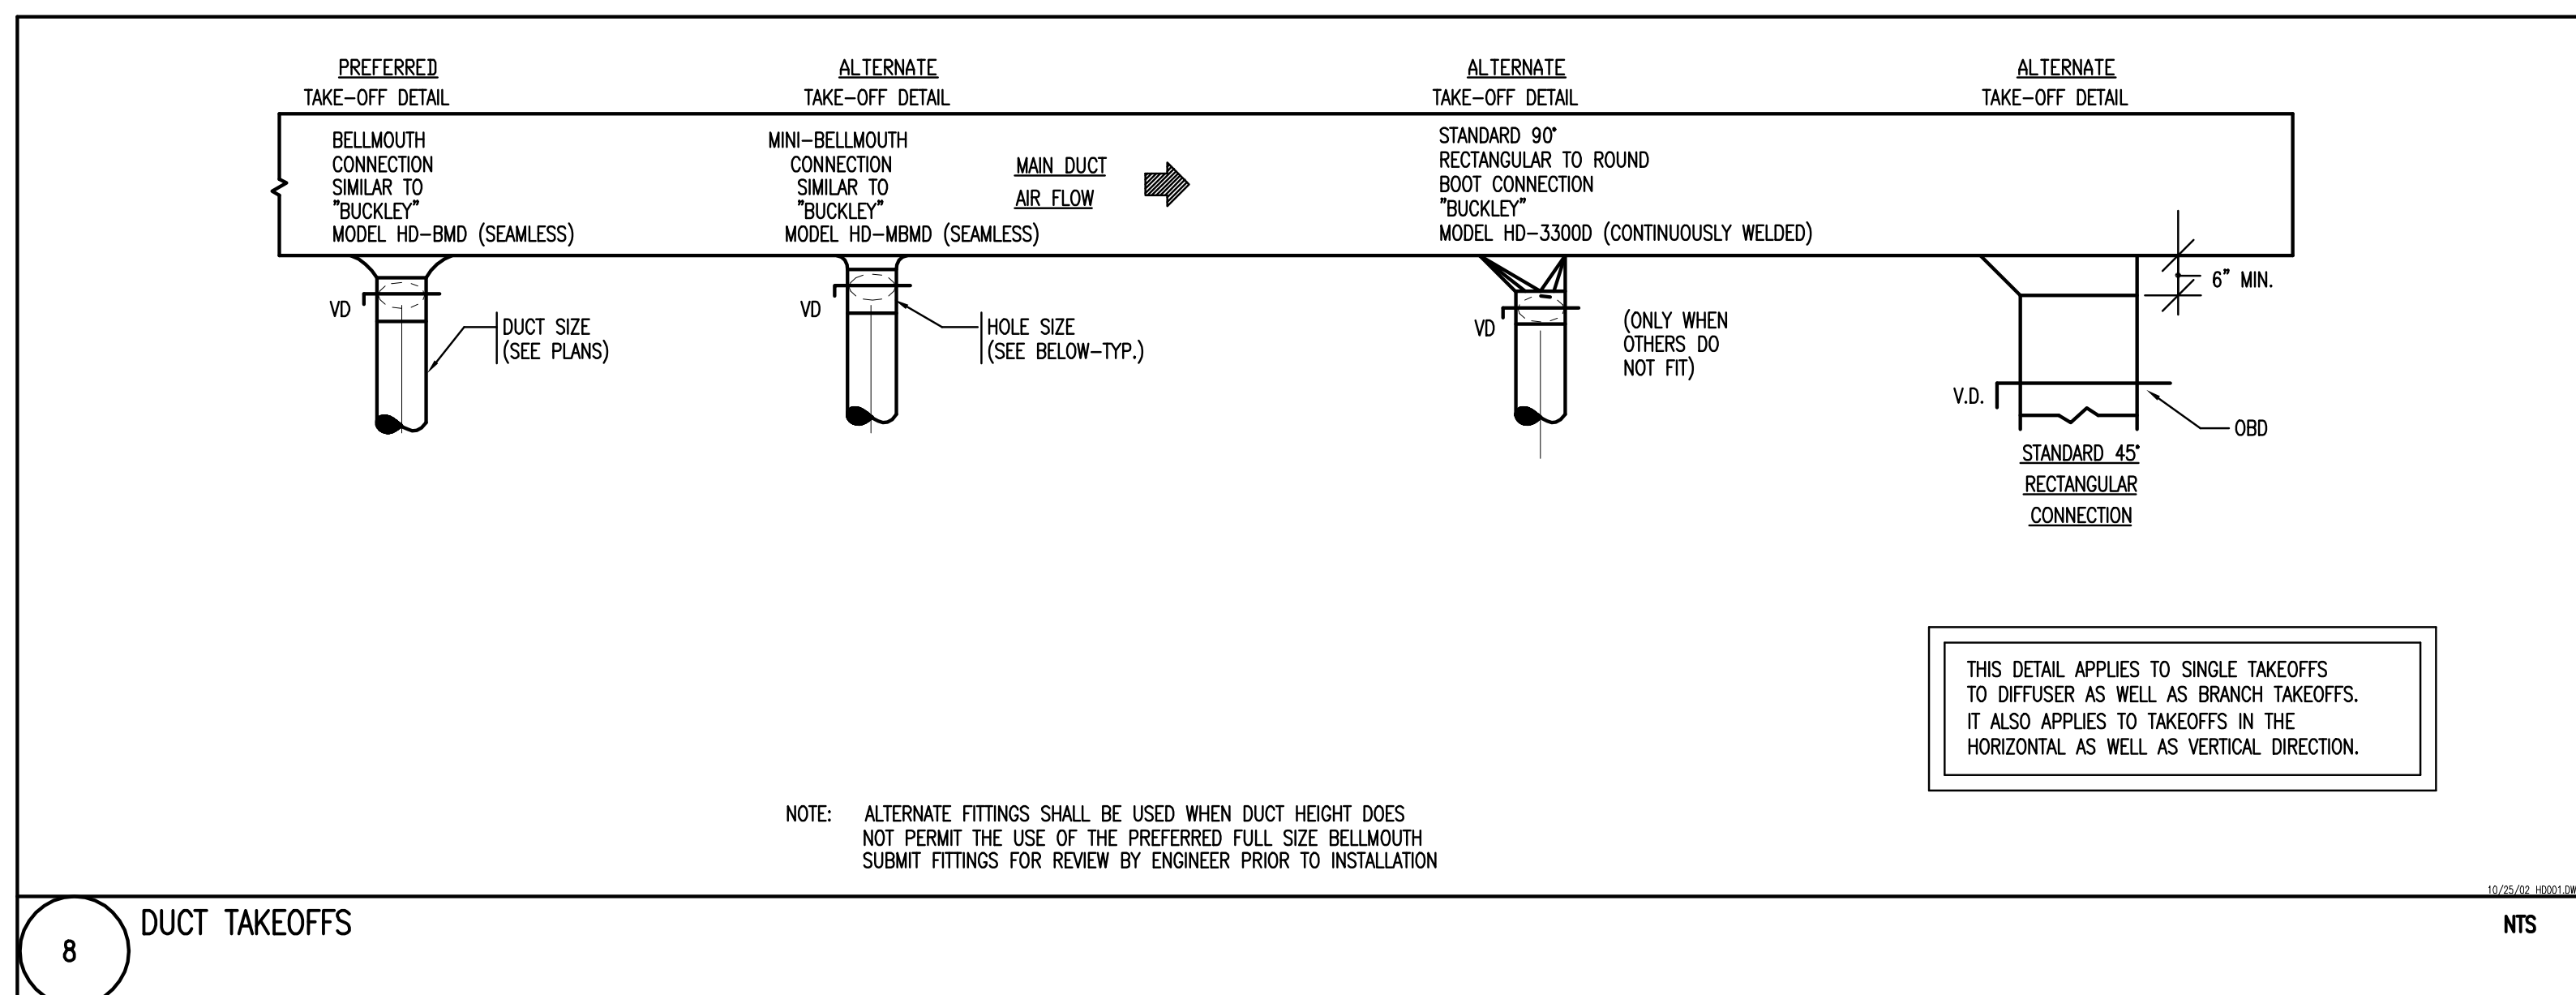 PREFERRED
TAKE-OFF DETAIL
ALTERNATE
TAKE-OFF DETAIL
ALTERNATE
TAKE-OFF DETAIL
ALTERNATE
TAKE-OFF DETAIL
BELLMOUTH
CONNECTION
SIMILAR TO
"BUCKLEY"
MODEL HD-BMD (SEAMLESS)
MINI-BELLMOUTH
CONNECTION
SIMILAR TO
"BUCKLEY"
MODEL HD-MBMD (SEAMLESS)
MAIN DUCT
AIR FLOW
STANDARD 90°
RECTANGULAR TO ROUND
BOOT CONNECTION
"BUCKLEY"
MODEL HD-3300D (CONTINUOUSLY WELDED)
VD
DUCT SIZE
(SEE PLANS)
VD
HOLE SIZE
(SEE BELOW-TYP.)
VD
(ONLY WHEN
OTHERS DO
NOT FIT)
6" MIN.
V.D.
OBD
STANDARD 45°
RECTANGULAR
CONNECTION
THIS DETAIL APPLIES TO SINGLE TAKEOFFS
TO DIFFUSER AS WELL AS BRANCH TAKEOFFS.
IT ALSO APPLIES TO TAKEOFFS IN THE
HORIZONTAL AS WELL AS VERTICAL DIRECTION.
NOTE: ALTERNATE FITTINGS SHALL BE USED WHEN DUCT HEIGHT DOES
NOT PERMIT THE USE OF THE PREFERRED FULL SIZE BELLMOUTH
SUBMIT FITTINGS FOR REVIEW BY ENGINEER PRIOR TO INSTALLATION
10/25/02 HD001.DW
8
DUCT TAKEOFFS
NTS